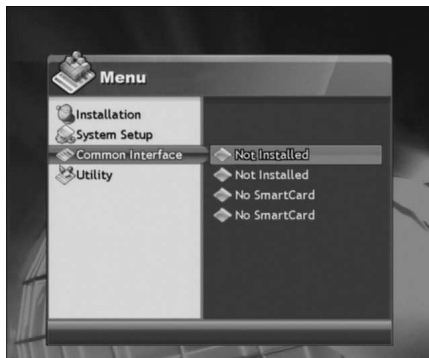 Menu
Installation
System Setup
Common Interface
Utility
Not Installed
Not Installed
No SmartCard
No SmartCard